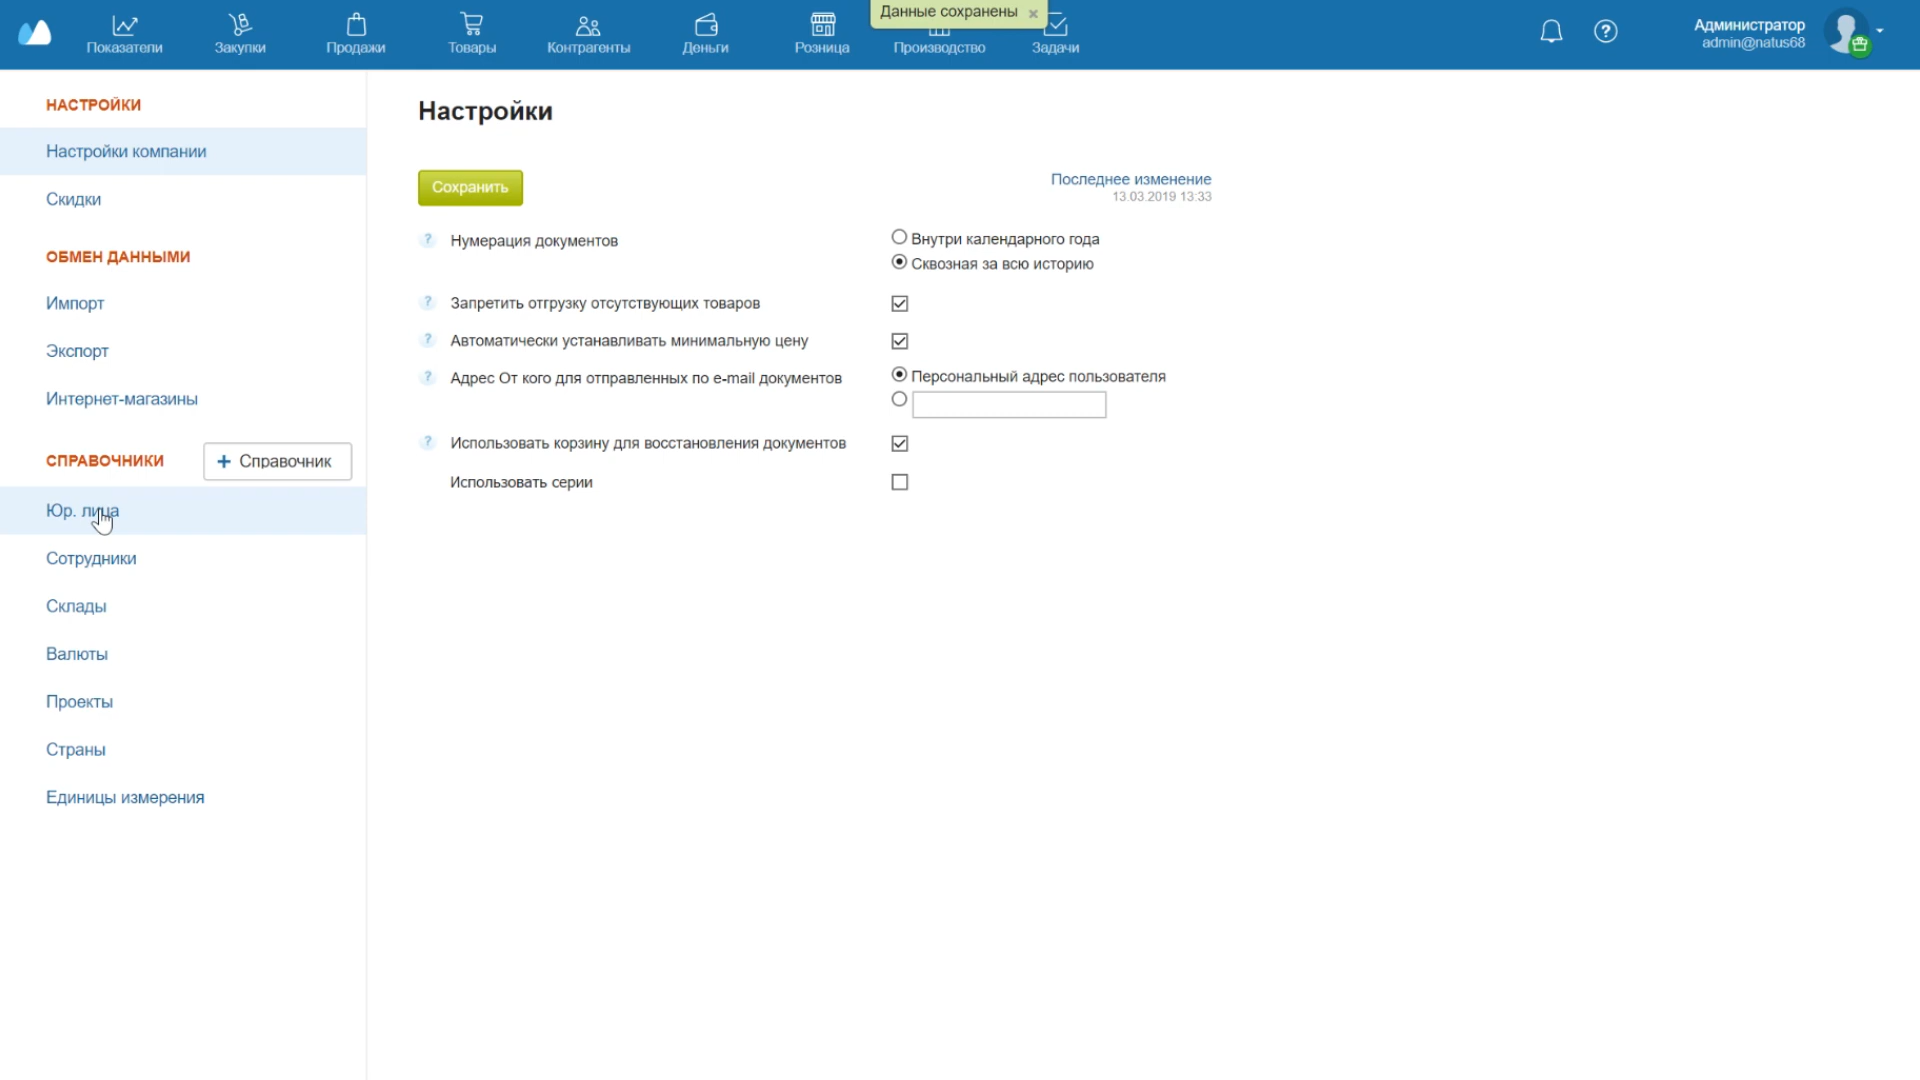 Показатели
Закупки
Продажи
Товары
Контрагенты
Деньги
Розница
Производство
Задачи
Данные сохранены ×
?
Администратор
admin@natus68
НАСТРОЙКИ
Настройки компании
Скидки
ОБМЕН ДАННЫМИ
Импорт
Экспорт
Интернет-магазины
СПРАВОЧНИКИ
+ Справочник
Юр. лица
Сотрудники
Склады
Валюты
Проекты
Страны
Единицы измерения
Настройки
Сохранить
Последнее изменение
13.03.2019 13:33
? Нумерация документов
Внутри календарного года
Сквозная за всю историю
? Запретить отгрузку отсутствующих товаров
? Автоматически устанавливать минимальную цену
? Адрес От кого для отправленных по e-mail документов
Персональный адрес пользователя
? Использовать корзину для восстановления документов
Использовать серии